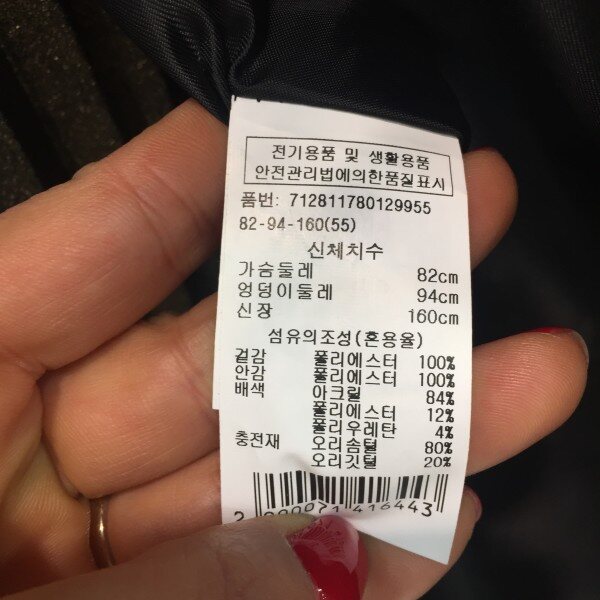 전기용품 및 생활용품
안전관리법에의한품질표시
품번: 712811780129955
82-94-160(55)
신체치수
가슴둘레 82cm
엉덩이둘레 94cm
신장 160cm
섬유의조성(혼용율)
겉감 폴리에스터 100%
안감 폴리에스터 100%
배색 아크릴 84%
폴리에스터 12%
폴리우레탄 4%
충전재 오리솜털 80%
오리깃털 20%
2 000071 416443